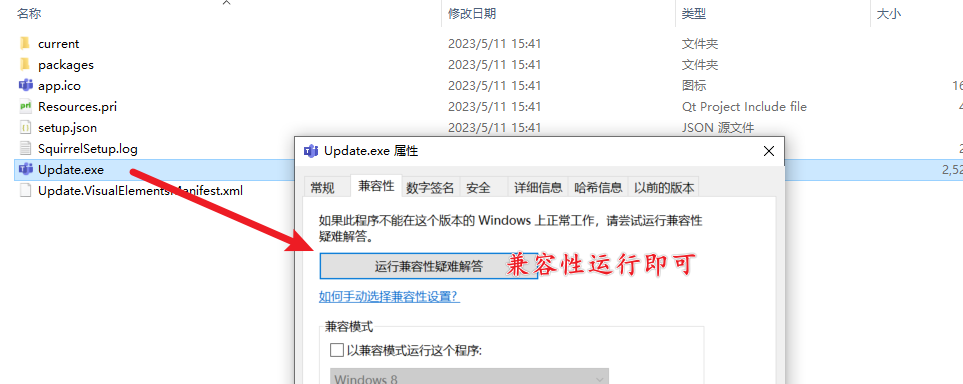 名称 修改日期 类型 大小
current 2023/5/11 15:41 文件夹
packages 2023/5/11 15:41 文件夹
app.ico 2023/5/11 15:41 图标 16
Resources.pri 2023/5/11 15:41 Qt Project Include file 4
setup.json 2023/5/11 15:41 JSON 源文件
SquirrelSetup.log 2
Update.exe 2,52
Update.VisualElementsManifest.xml
Update.exe 属性
常规 兼容性 数字签名 安全 详细信息 哈希信息 以前的版本
如果此程序不能在这个版本的 Windows 上正常工作，请尝试运行兼容性
疑难解答。
运行兼容性疑难解答 兼容性运行即可
如何手动选择兼容性设置?
兼容模式
以兼容模式运行这个程序:
Windows 8